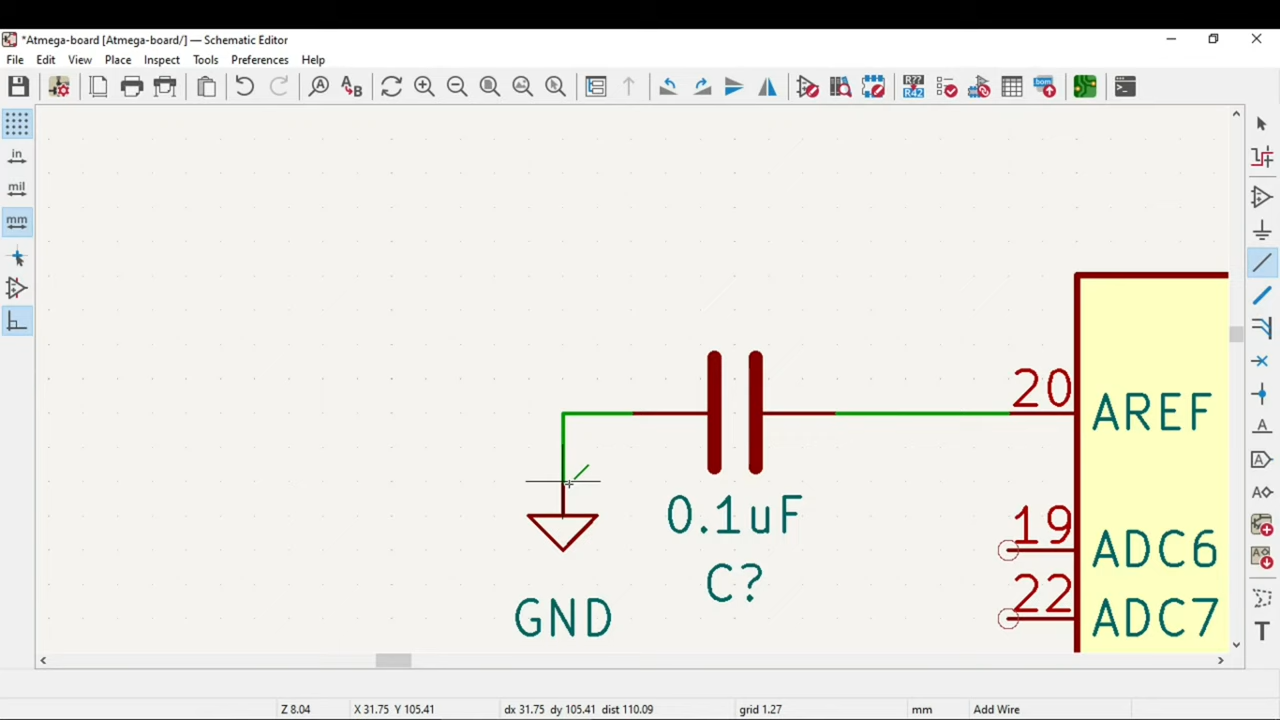 *Atmega-board [Atmega-board/] — Schematic Editor
File Edit View Place Inspect Tools Preferences Help
A B R?? R42 bom
in
mil
mm
20
AREF
0.1uF
19
ADC6
C?
22
ADC7
GND
A
A
A
A
T
Z 8.04 X 31.75 Y 105.41 dx 31.75 dy 105.41 dist 110.09 grid 1.27 mm Add Wire